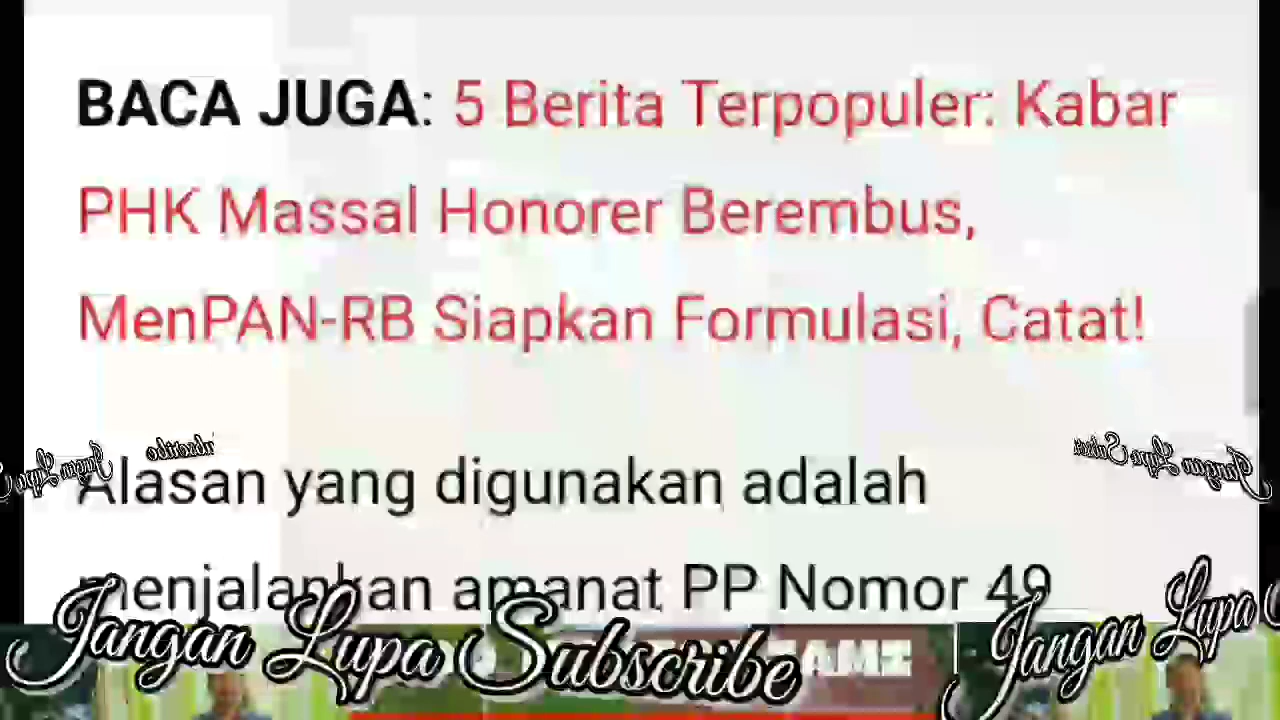 BACA JUGA: 5 Berita Terpopuler: Kabar
PHK Massal Honorer Berembus,
MenPAN-RB Siapkan Formulasi, Catat!
Alasan yang digunakan adalah
menjalankan amanat PP Nomor 49
Jangan Lupa Subscribe
Jangan Lupa